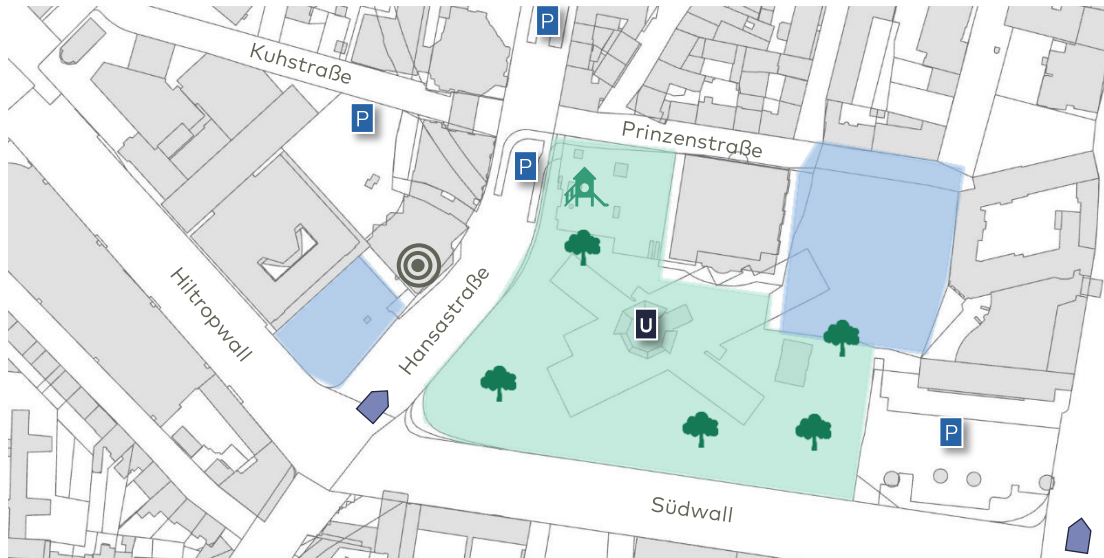 P
Kuhstraße
P
Prinzenstraße
P
Hiltropwall
Hansastraße
U
P
Südwall